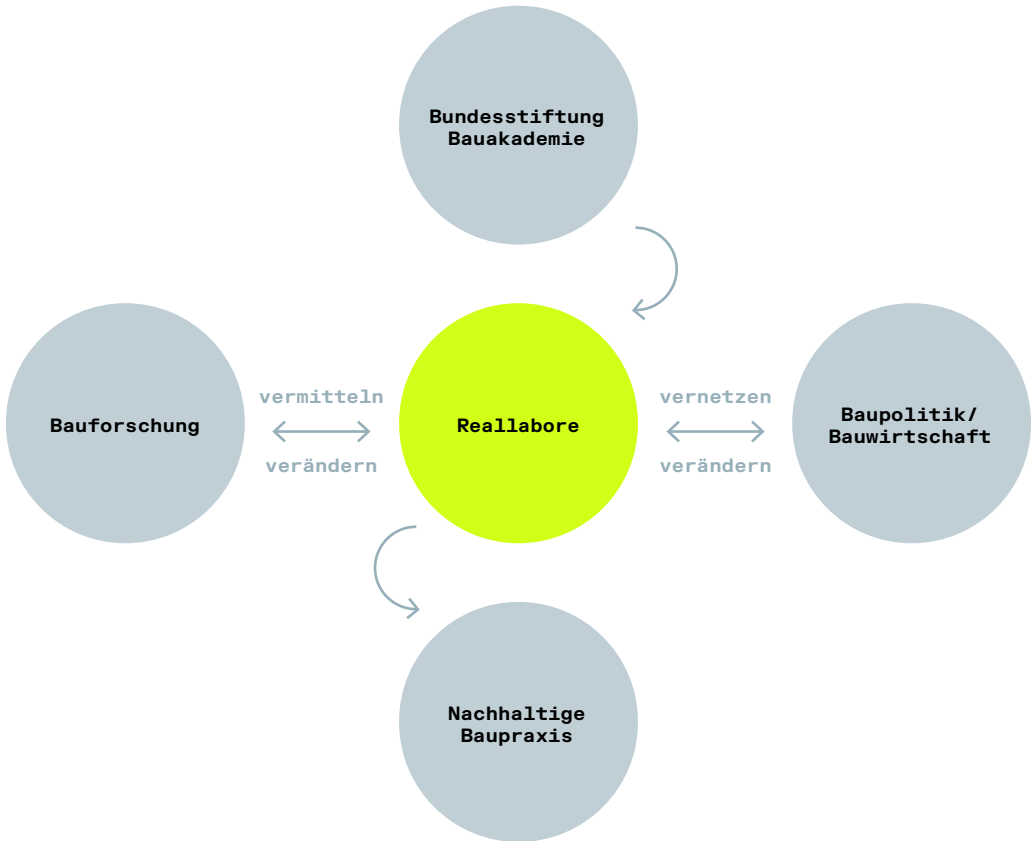 Bundesstiftung
Bauakademie
Bauforschung
vermitteln
verändern
Reallabore
vernetzen
verändern
Baupolitik/
Bauwirtschaft
Nachhaltige
Baupraxis